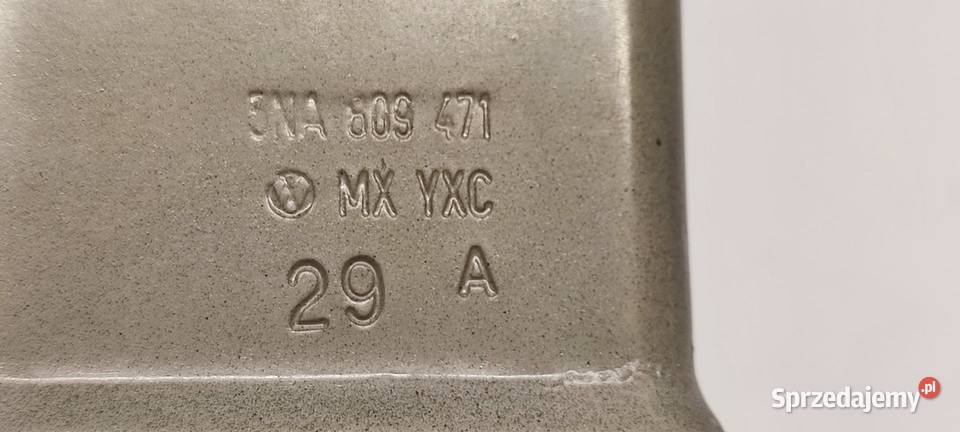 5NA 809 471
MX YXC
29 A
Sprzedajemy.pl